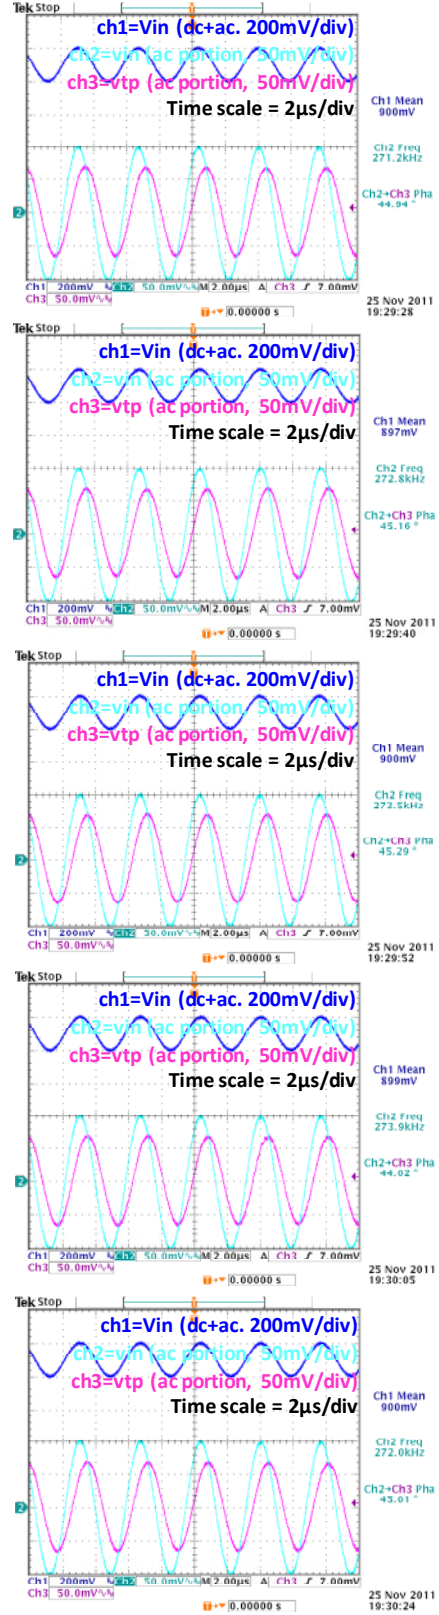 Tek Stop
ch1=Vin (dc+ac. 200mV/div)
ch2=vin (ac portion, 50mV/div)
ch3=vtp (ac portion, 50mV/div)
Time scale = 2µs/div
Ch1 Mean
900mV
Ch2 Freq
271.2kHz
Ch2→Ch3 Pha
44.94 °
2
Ch1 200mV Ch2 50.0mV M 2.00µs A Ch3 7.00mV
Ch3 50.0mV
0.00000 s
25 Nov 2011
19:29:28
Tek Stop
ch1=Vin (dc+ac. 200mV/div)
ch2=vin (ac portion, 50mV/div)
ch3=vtp (ac portion, 50mV/div)
Time scale = 2µs/div
Ch1 Mean
897mV
Ch2 Freq
272.8kHz
Ch2→Ch3 Pha
45.16 °
2
Ch1 200mV Ch2 50.0mV M 2.00µs A Ch3 7.00mV
Ch3 50.0mV
0.00000 s
25 Nov 2011
19:29:40
Tek Stop
ch1=Vin (dc+ac. 200mV/div)
ch2=vin (ac portion, 50mV/div)
ch3=vtp (ac portion, 50mV/div)
Time scale = 2µs/div
Ch1 Mean
900mV
Ch2 Freq
272.5kHz
Ch2→Ch3 Pha
45.29 °
2
Ch1 200mV Ch2 50.0mV M 2.00µs A Ch3 7.00mV
Ch3 50.0mV
0.00000 s
25 Nov 2011
19:29:52
Tek Stop
ch1=Vin (dc+ac. 200mV/div)
ch2=vin (ac portion, 50mV/div)
ch3=vtp (ac portion, 50mV/div)
Time scale = 2µs/div
Ch1 Mean
899mV
Ch2 Freq
273.9kHz
Ch2→Ch3 Pha
44.02 °
2
Ch1 200mV Ch2 50.0mV M 2.00µs A Ch3 7.00mV
Ch3 50.0mV
0.00000 s
25 Nov 2011
19:30:05
Tek Stop
ch1=Vin (dc+ac. 200mV/div)
ch2=vin (ac portion, 50mV/div)
ch3=vtp (ac portion, 50mV/div)
Time scale = 2µs/div
Ch1 Mean
900mV
Ch2 Freq
272.0kHz
Ch2→Ch3 Pha
43.01 °
2
Ch1 200mV Ch2 50.0mV M 2.00µs A Ch3 7.00mV
Ch3 50.0mV
0.00000 s
25 Nov 2011
19:30:24